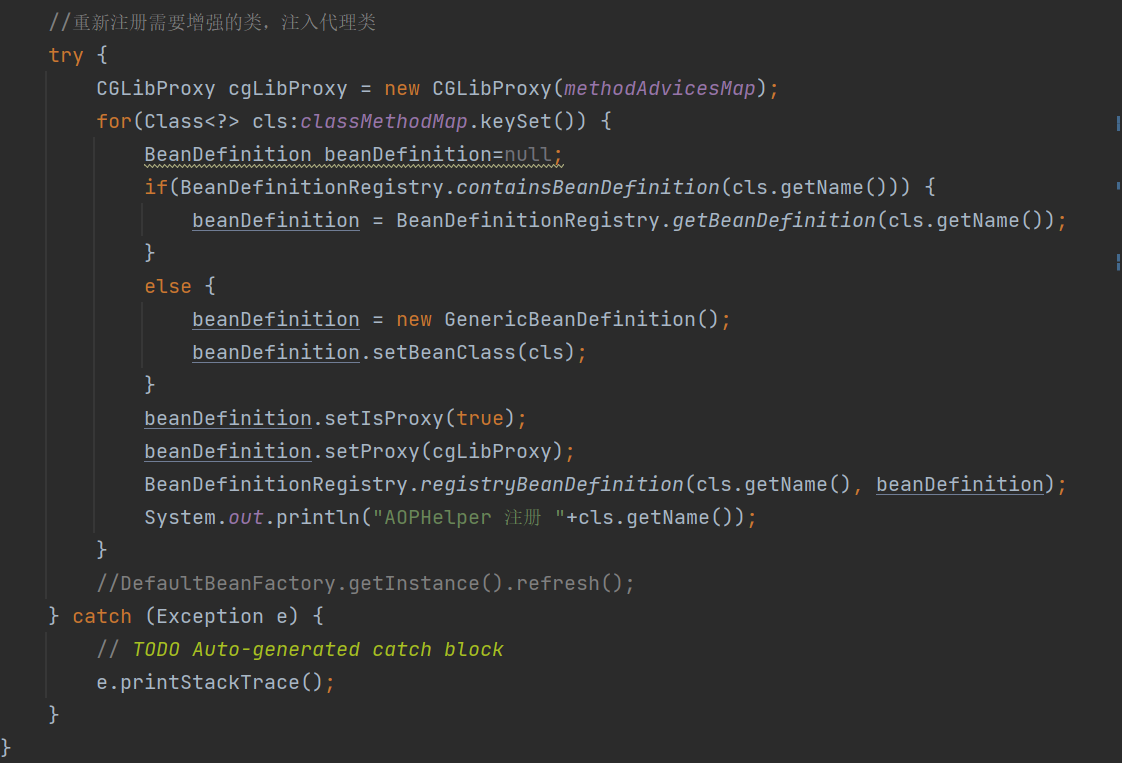 //重新注册需要增强的类，注入代理类
try {
CGLibProxy cgLibProxy = new CGLibProxy(methodAdvicesMap);
for(Class<?> cls:classMethodMap.keySet()) {
BeanDefinition beanDefinition=null;
if(BeanDefinitionRegistry.containsBeanDefinition(cls.getName())) {
beanDefinition = BeanDefinitionRegistry.getBeanDefinition(cls.getName());
}
else {
beanDefinition = new GenericBeanDefinition();
beanDefinition.setBeanClass(cls);
}
beanDefinition.setIsProxy(true);
beanDefinition.setProxy(cgLibProxy);
BeanDefinitionRegistry.registryBeanDefinition(cls.getName(), beanDefinition);
System.out.println("AOPHelper 注册 "+cls.getName());
}
//DefaultBeanFactory.getInstance().refresh();
} catch (Exception e) {
// TODO Auto-generated catch block
e.printStackTrace();
}
}